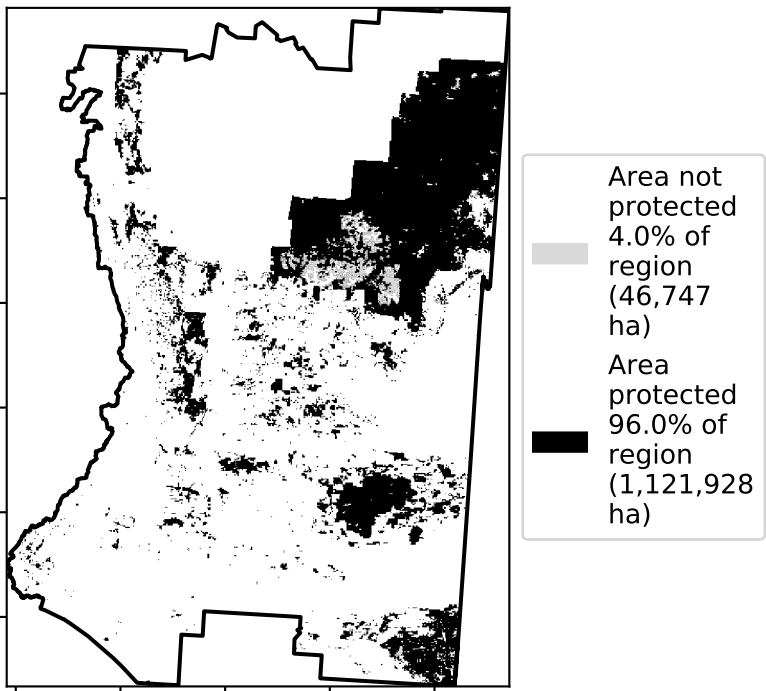 Area not
protected
4.0% of
region
(46,747
ha)
Area
protected
96.0% of
region
(1,121,928
ha)